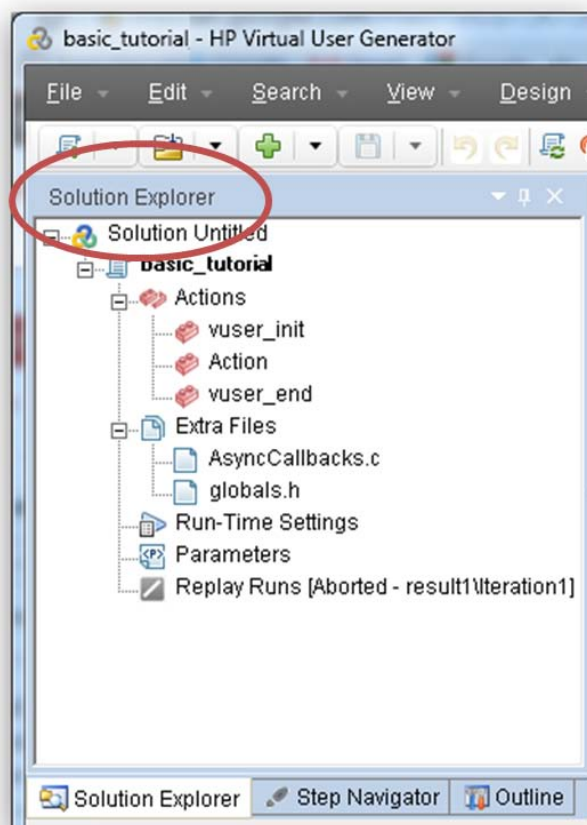 basic_tutorial - HP Virtual User Generator
File Edit Search View Design
Solution Explorer
Solution Untitled
basic_tutorial
Actions
vuser_init
Action
vuser_end
Extra Files
AsyncCallbacks.c
globals.h
Run-Time Settings
Parameters
Replay Runs [Aborted - result1\Iteration1]
Solution Explorer Step Navigator Outline